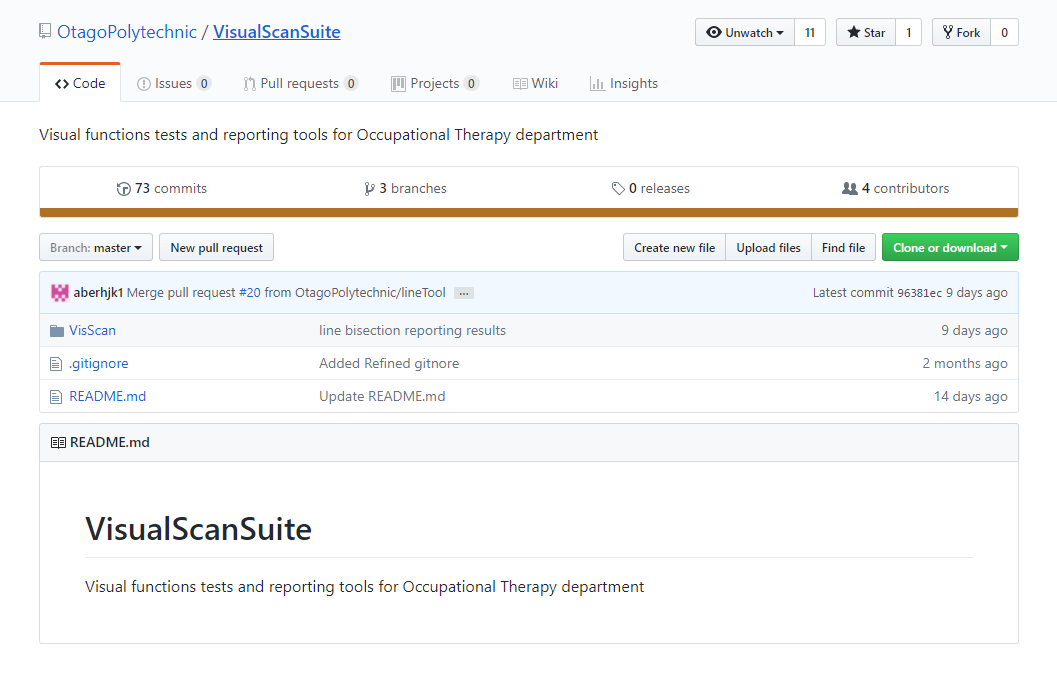 OtagoPolytechnic / VisualScanSuite
Unwatch 11 Star 1 Fork 0
Code Issues 0 Pull requests 0 Projects 0 Wiki Insights
Visual functions tests and reporting tools for Occupational Therapy department
73 commits 3 branches 0 releases 4 contributors
Branch: master New pull request Create new file Upload files Find file Clone or download
aberhjk1 Merge pull request #20 from OtagoPolytechnic/lineTool ... Latest commit 96381ec 9 days ago
VisScan line bisection reporting results 9 days ago
.gitignore Added Refined gitnore 2 months ago
README.md Update README.md 14 days ago
README.md
VisualScanSuite
Visual functions tests and reporting tools for Occupational Therapy department